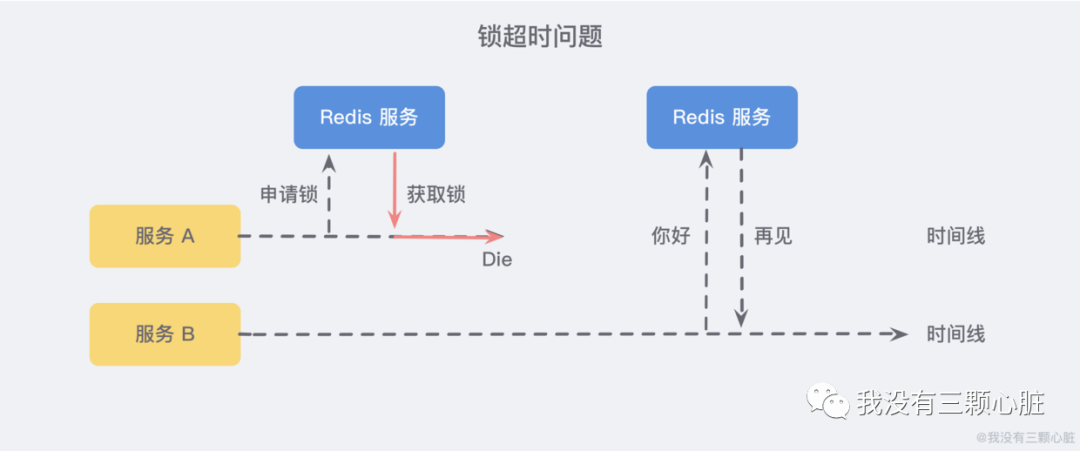 锁超时问题
Redis 服务
Redis 服务
申请锁
获取锁
服务 A
你好
再见
时间线
Die
服务 B
时间线
我没有三颗心脏
@我没有三颗心脏